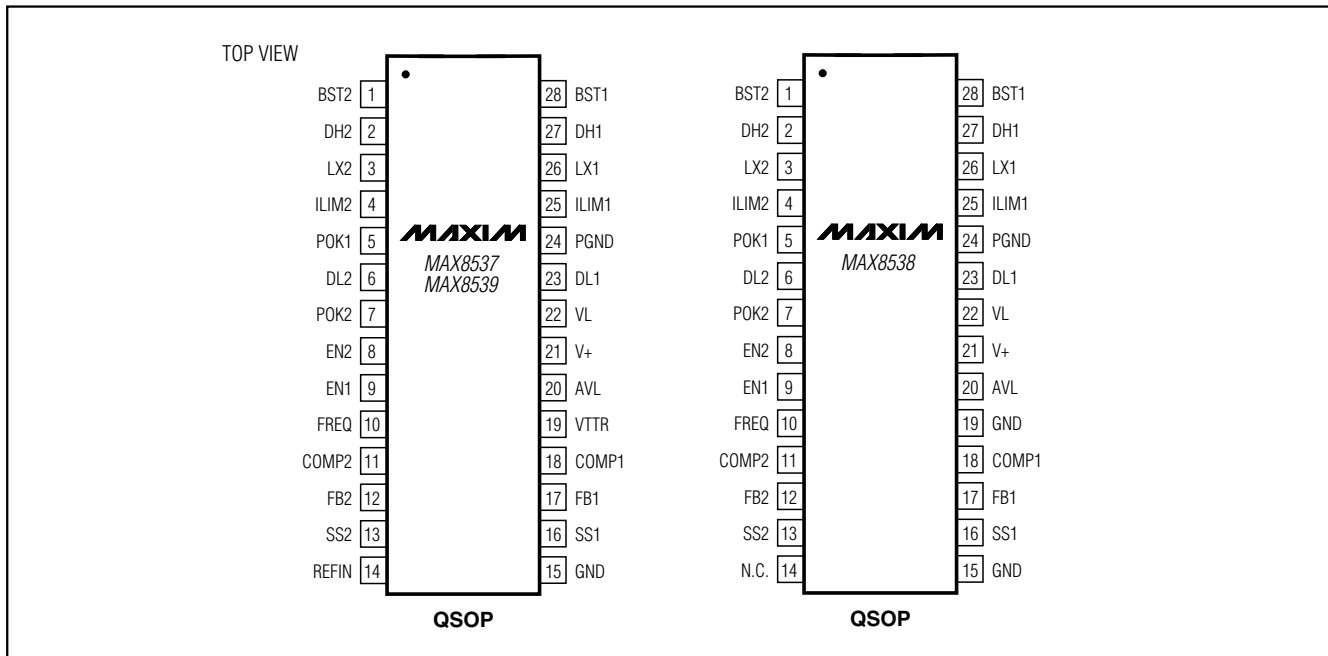 TOP VIEW
BST2 1
DH2 2
LX2 3
ILIM2 4
POK1 5
DL2 6
POK2 7
EN2 8
EN1 9
FREQ 10
COMP2 11
FB2 12
SS2 13
REFIN 14
MAXIM
MAX8537
MAX8539
28 BST1
27 DH1
26 LX1
25 ILIM1
24 PGND
23 DL1
22 VL
21 V+
20 AVL
19 VTTR
18 COMP1
17 FB1
16 SS1
15 GND
QSOP
BST2 1
DH2 2
LX2 3
ILIM2 4
POK1 5
DL2 6
POK2 7
EN2 8
EN1 9
FREQ 10
COMP2 11
FB2 12
SS2 13
N.C. 14
MAXIM
MAX8538
28 BST1
27 DH1
26 LX1
25 ILIM1
24 PGND
23 DL1
22 VL
21 V+
20 AVL
19 GND
18 COMP1
17 FB1
16 SS1
15 GND
QSOP